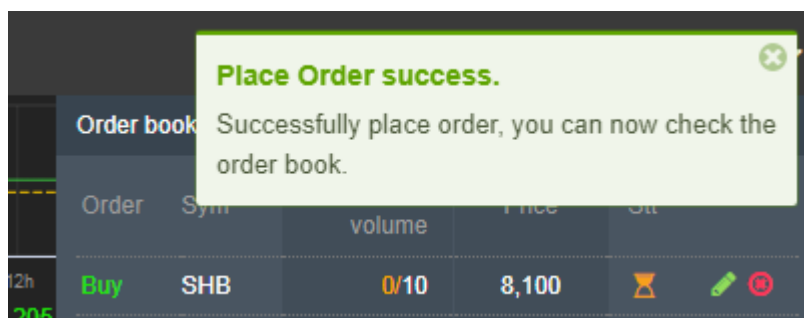 Place Order success.
Successfully place order, you can now check the
order book.
Order book
Order
volume
12h
Buy SHB 0/10 8,100
205